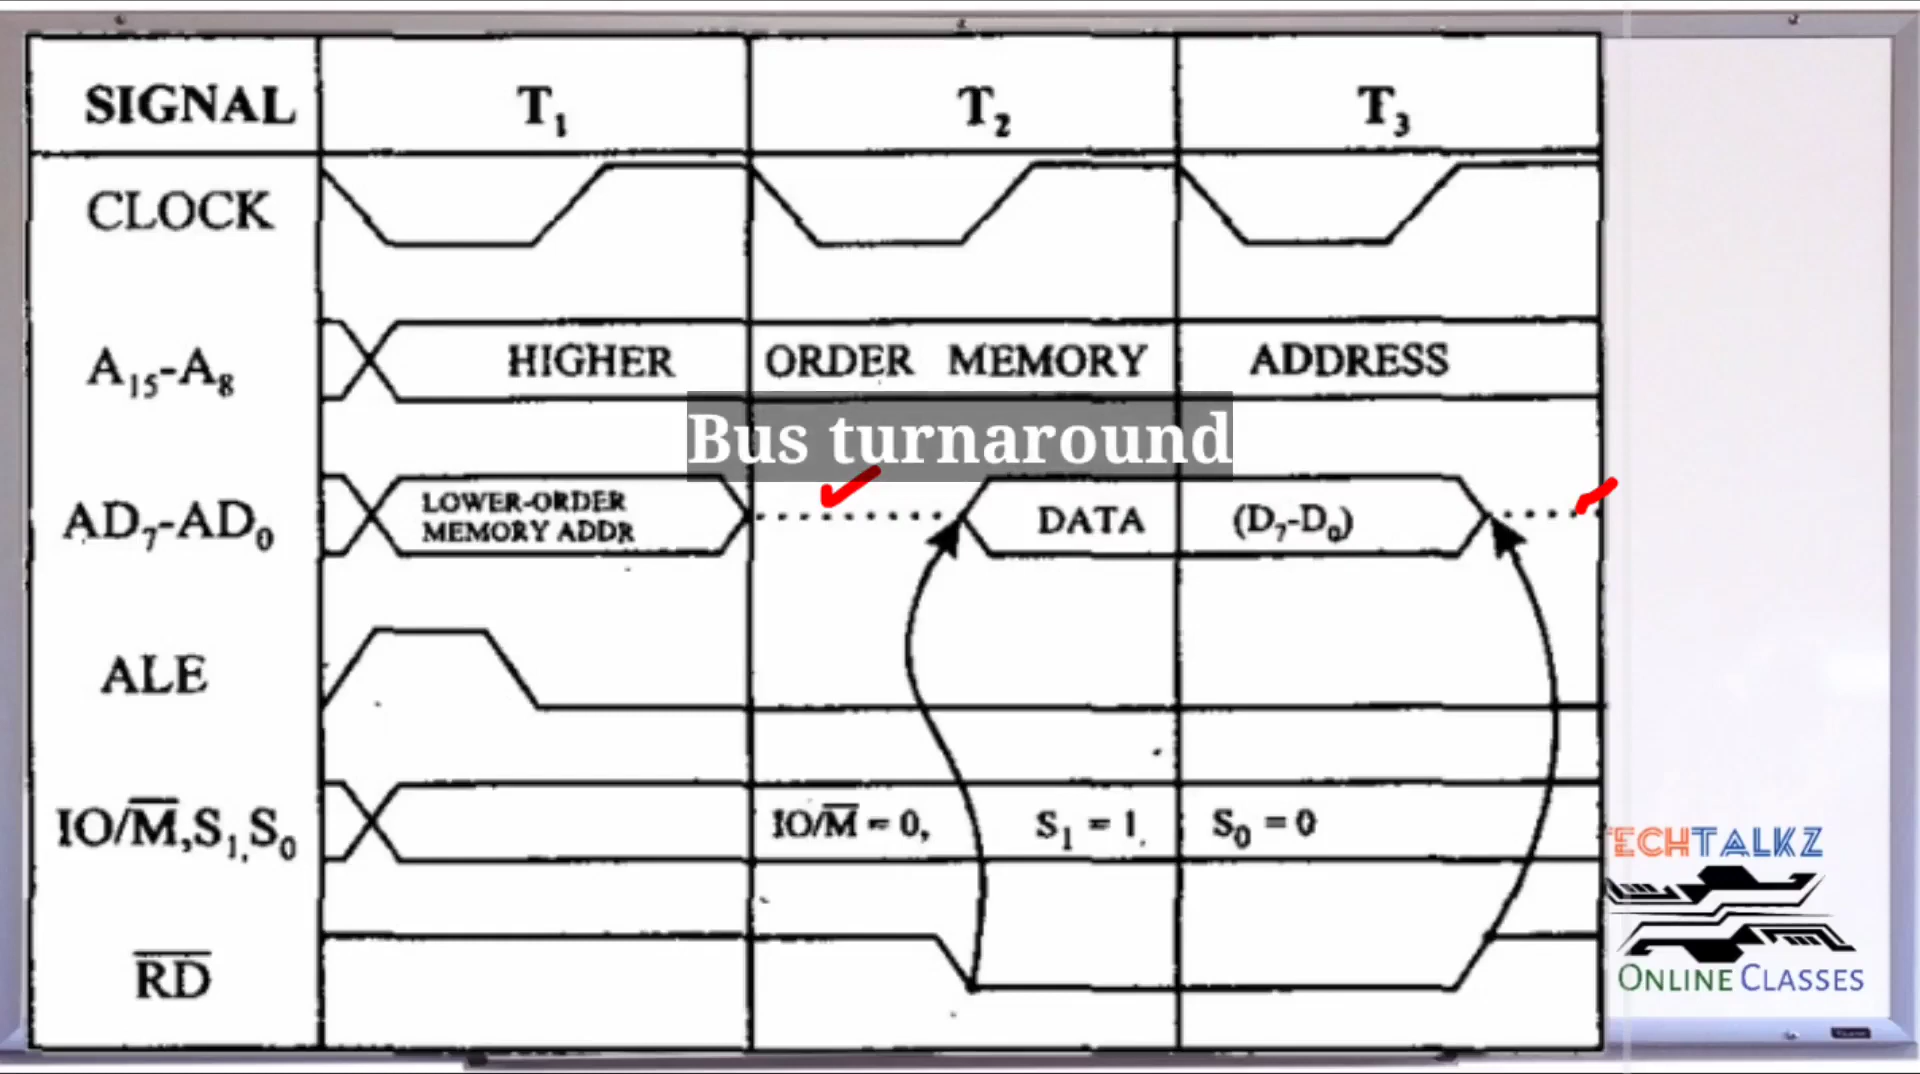 SIGNAL T₁ T₂ T₃
CLOCK
A₁₅-A₈ HIGHER ORDER MEMORY ADDRESS
Bus turnaround
AD₇-AD₀ LOWER-ORDER MEMORY ADDR DATA (D₇-D₀)
ALE
IO/M̅,S₁,S₀ IO/M̅ = 0, S₁ = 1, S₀ = 0
R̅D̅
TECHTALKZ
ONLINE CLASSES